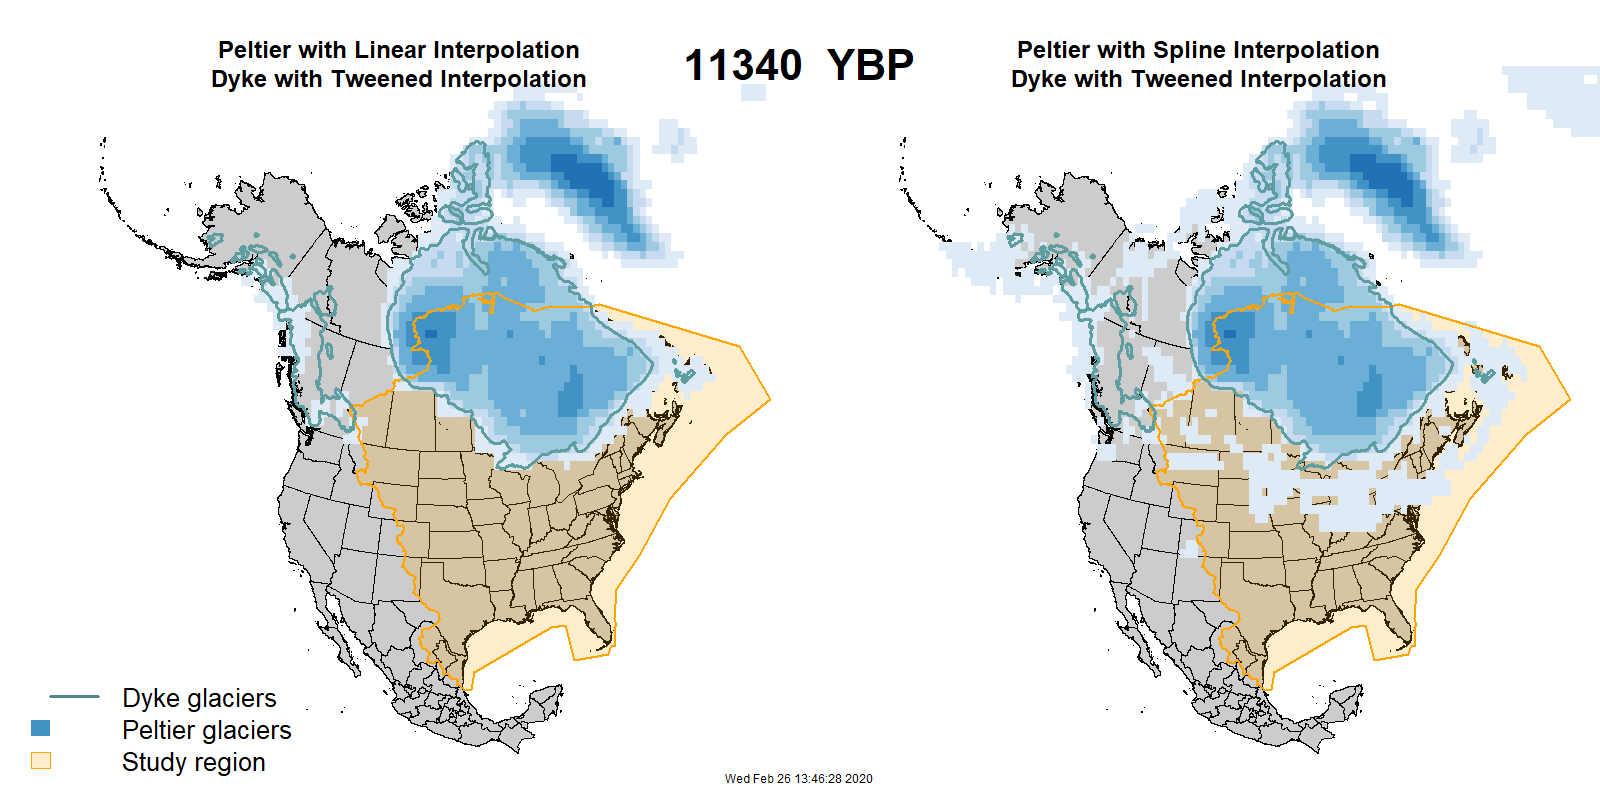 Peltier with Linear Interpolation
Dyke with Tweened Interpolation
11340 YBP
Peltier with Spline Interpolation
Dyke with Tweened Interpolation
Dyke glaciers
Peltier glaciers
Study region
Wed Feb 26 13:46:28 2020